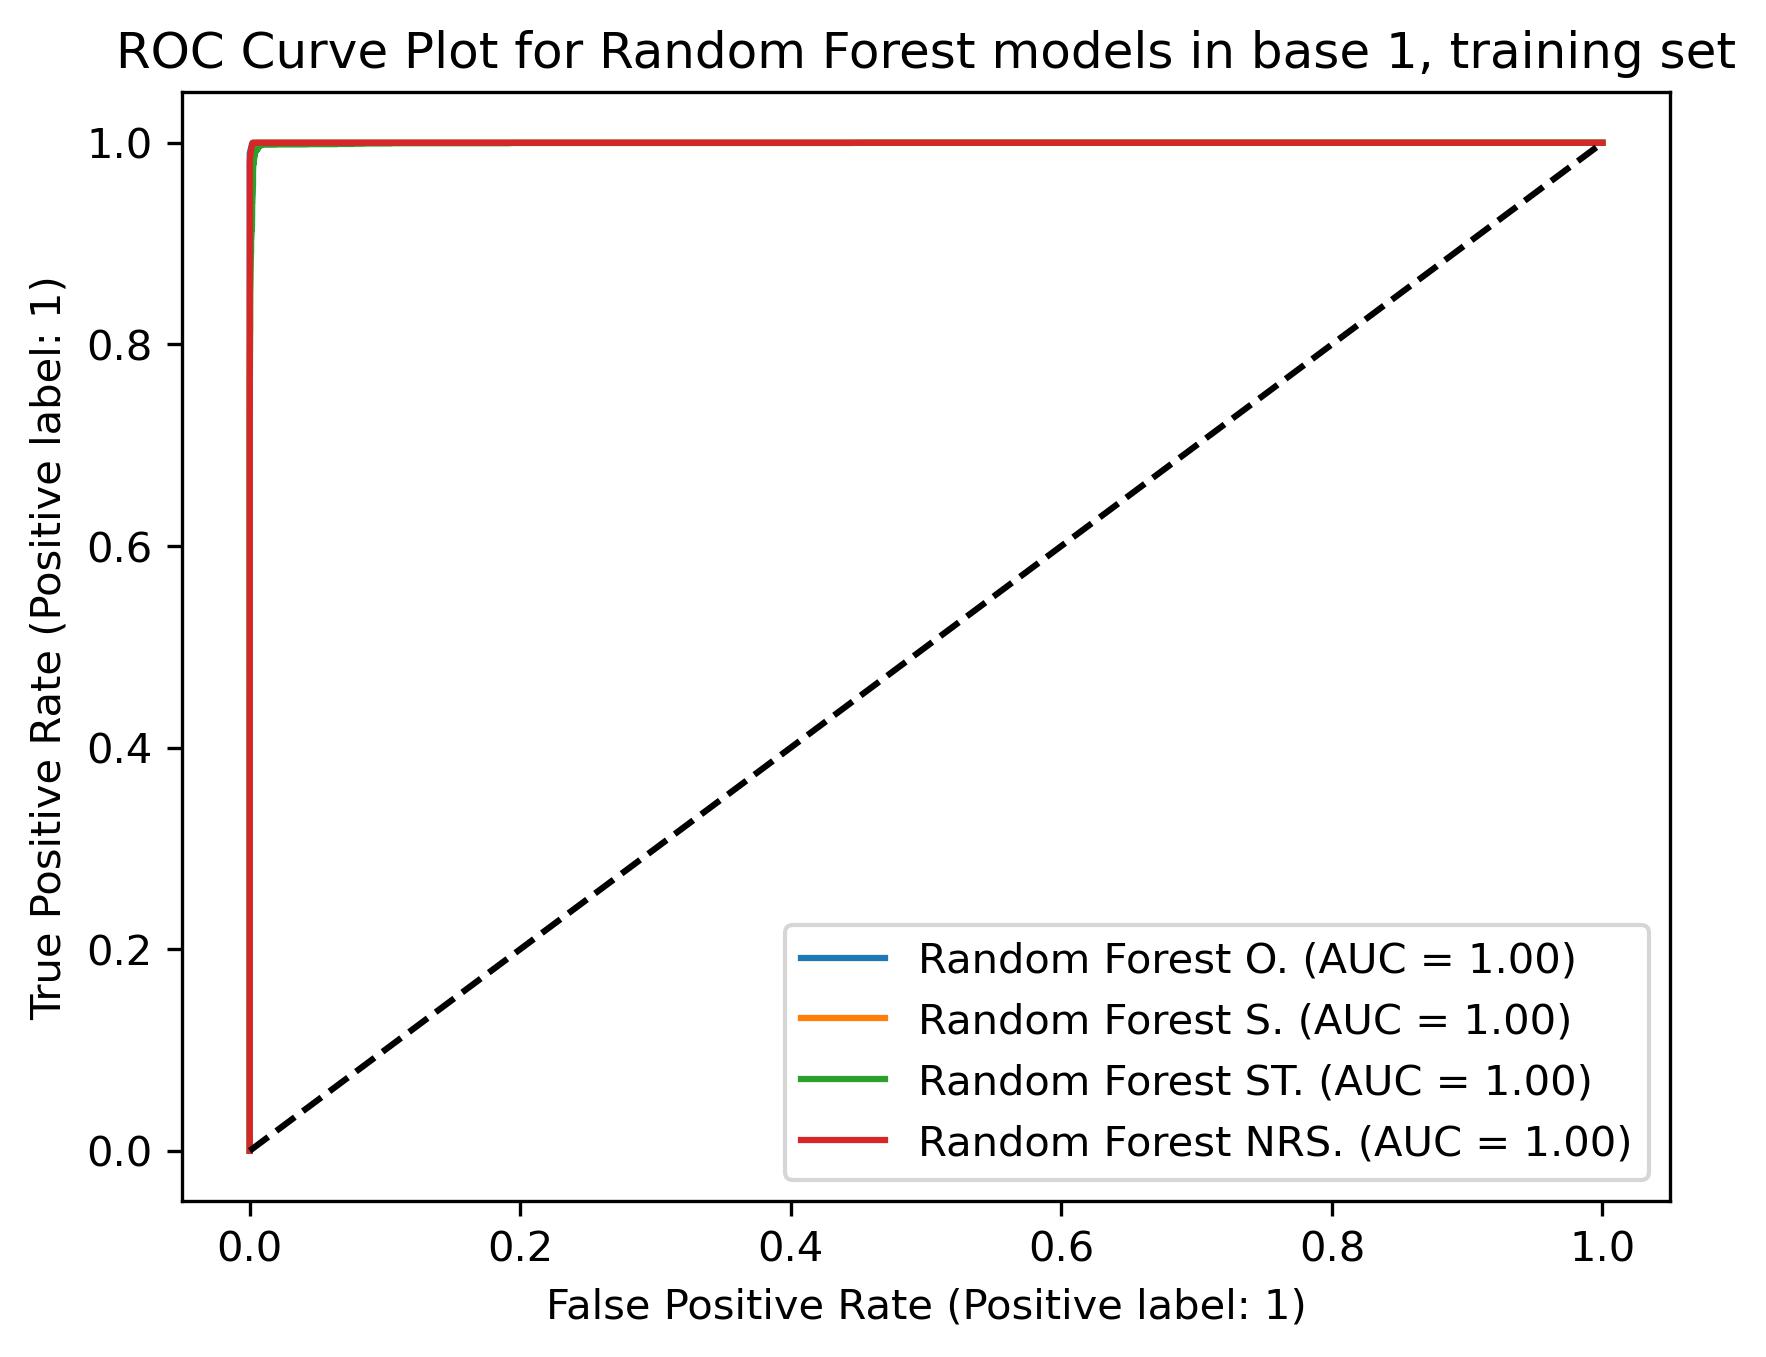 ROC Curve Plot for Random Forest models in base 1, training set
True Positive Rate (Positive label: 1)
1.0
0.8
0.6
0.4
0.2
0.0
Random Forest O. (AUC = 1.00)
Random Forest S. (AUC = 1.00)
Random Forest ST. (AUC = 1.00)
Random Forest NRS. (AUC = 1.00)
0.0 0.2 0.4 0.6 0.8 1.0
False Positive Rate (Positive label: 1)